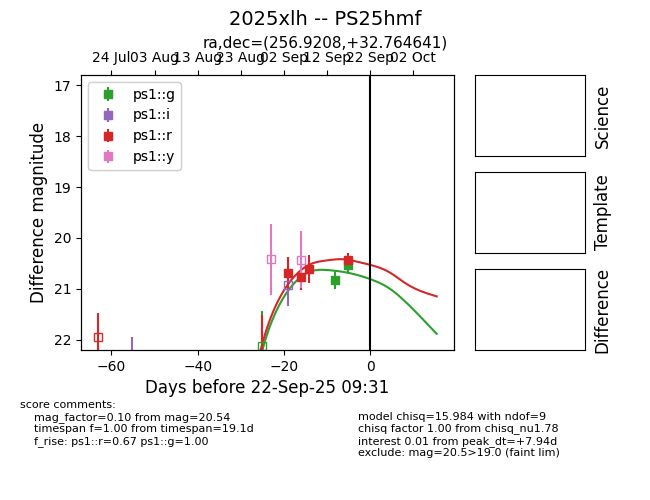 2025xlh -- PS25hmf
ra,dec=(256.9208,+32.764641)
24 Jul 03 Aug 13 Aug 23 Aug 02 Sep 12 Sep 22 Sep 02 Oct
ps1::g
ps1::i
ps1::r
ps1::y
17
18
19
20
21
22
Difference magnitude
−60 −40 −20 0
Days before 22-Sep-25 09:31
Science
Template
Difference
score comments:
mag_factor=0.10 from mag=20.54
timespan f=1.00 from timespan=19.1d
f_rise: ps1::r=0.67 ps1::g=1.00
model chisq=15.984 with ndof=9
chisq factor 1.00 from chisq_nu1.78
interest 0.01 from peak_dt=+7.94d
exclude: mag=20.5>19.0 (faint lim)